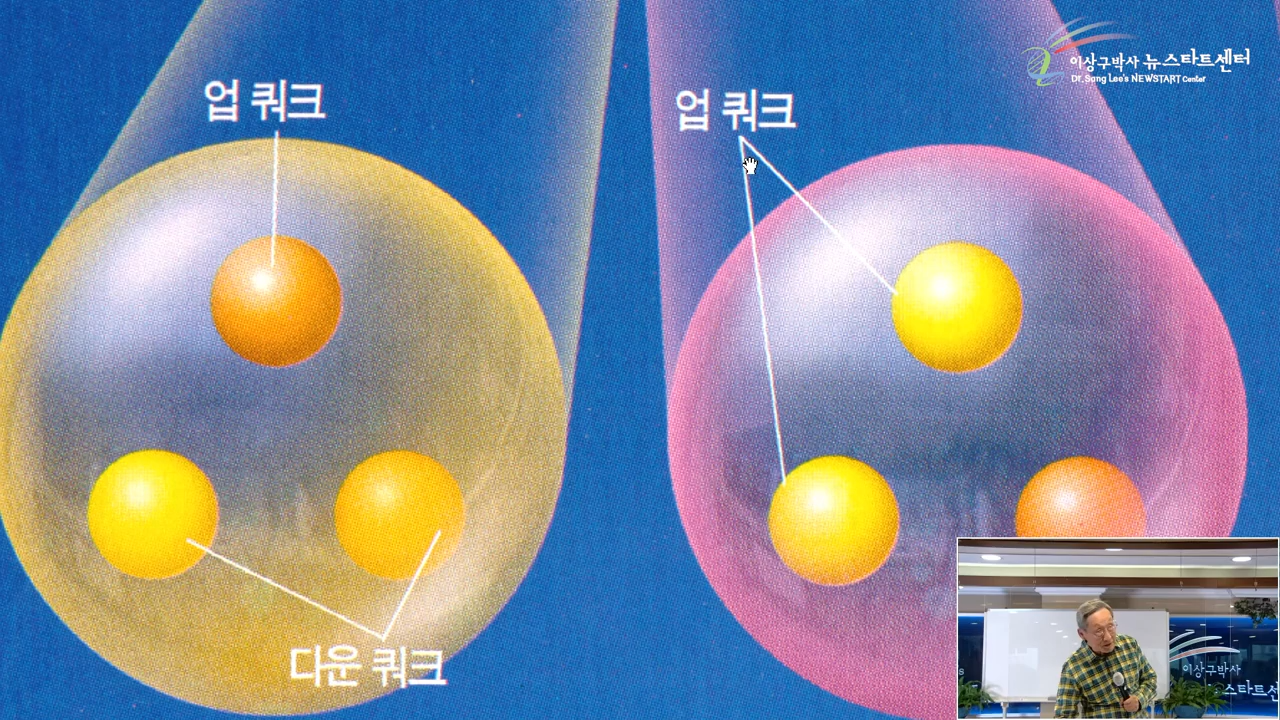 업 쿼크
업 쿼크
다운 쿼크
이상구박사 뉴스타트센터
Dr. Sang Lee's NEWSTART Center
이상구박사
스타트센